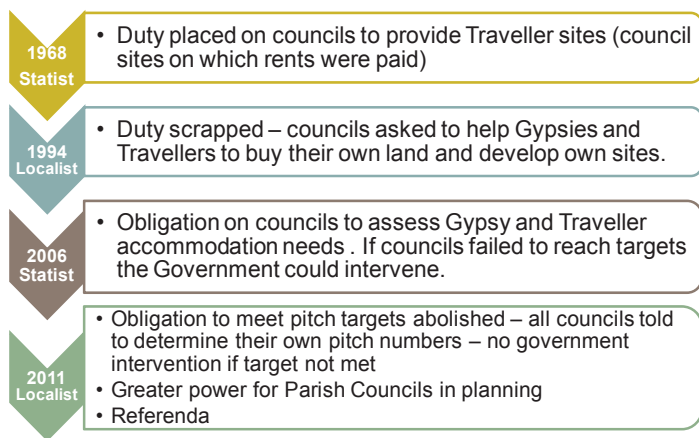 1968
Statist
• Duty placed on councils to provide Traveller sites (council
sites on which rents were paid)
1994
Localist
• Duty scrapped – councils asked to help Gypsies and
Travellers to buy their own land and develop own sites.
2006
Statist
• Obligation on councils to assess Gypsy and Traveller
accommodation needs . If councils failed to reach targets
the Government could intervene.
2011
Localist
• Obligation to meet pitch targets abolished – all councils told
to determine their own pitch numbers – no government
intervention if target not met
• Greater power for Parish Councils in planning
• Referenda